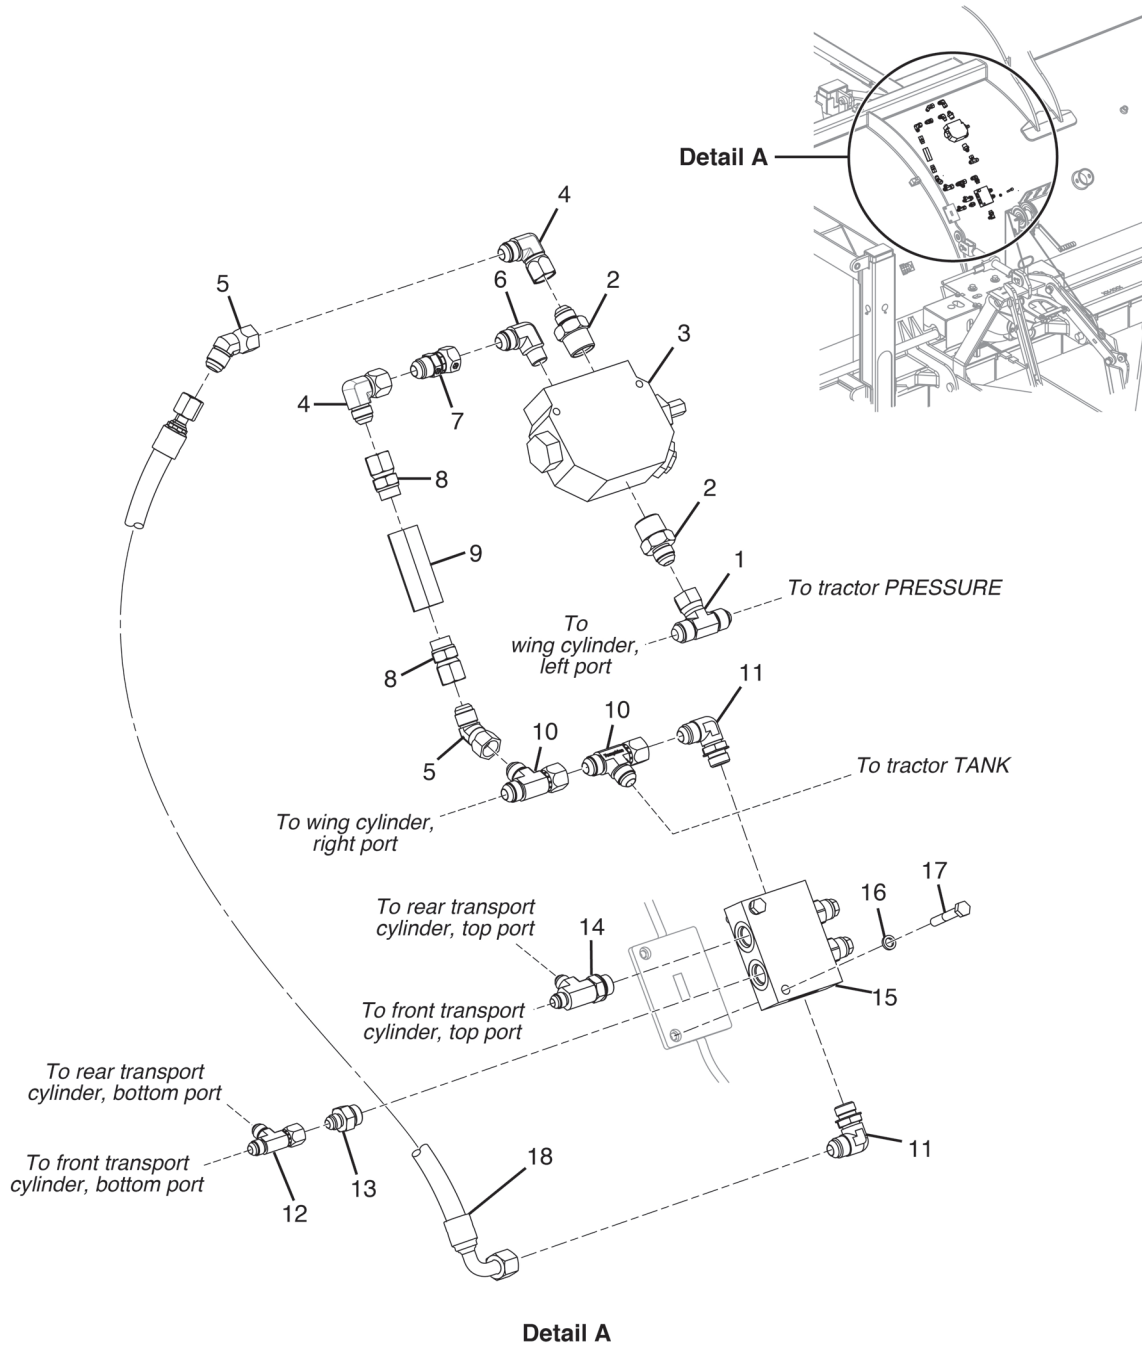 Detail A
4
5
6
2
3
4
7
8
2
9
1
To tractor PRESSURE
To
wing cylinder,
left port
8
11
10
10
5
To tractor TANK
To wing cylinder,
right port
17
16
To rear transport
cylinder, top port
14
15
To front transport
cylinder, top port
To rear transport
cylinder, bottom port
11
18
To front transport
cylinder, bottom port
13
12
Detail A